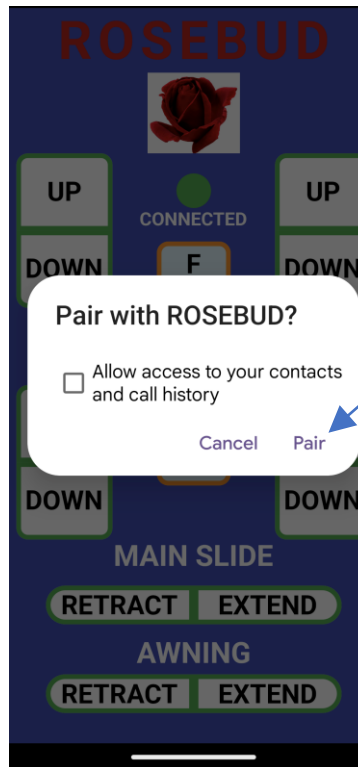 ROSEBUD
UP
UP
CONNECTED
DOWN
F
DOWN
Pair with ROSEBUD?
Allow access to your contacts
and call history
Cancel Pair
DOWN
DOWN
MAIN SLIDE
RETRACT EXTEND
AWNING
RETRACT EXTEND